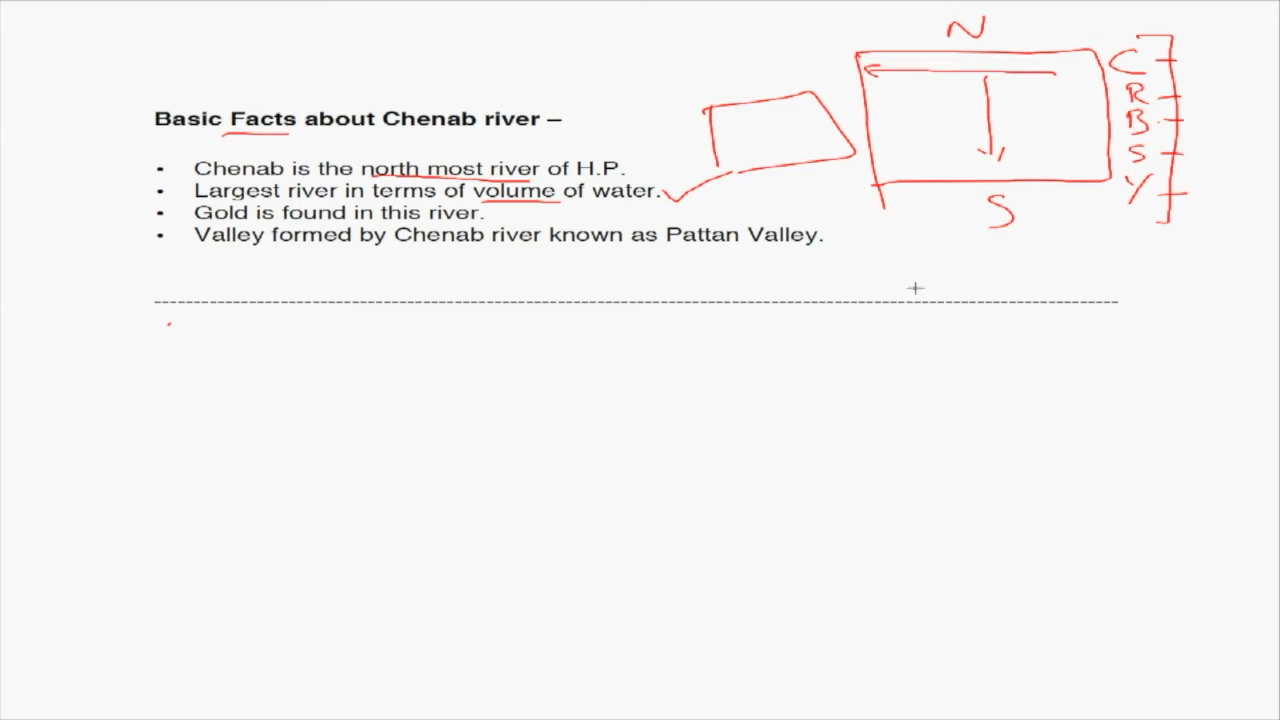 Basic Facts about Chenab river –
• Chenab is the north most river of H.P.
• Largest river in terms of volume of water.
• Gold is found in this river.
• Valley formed by Chenab river known as Pattan Valley.
N
C
R
B
S
Y
S